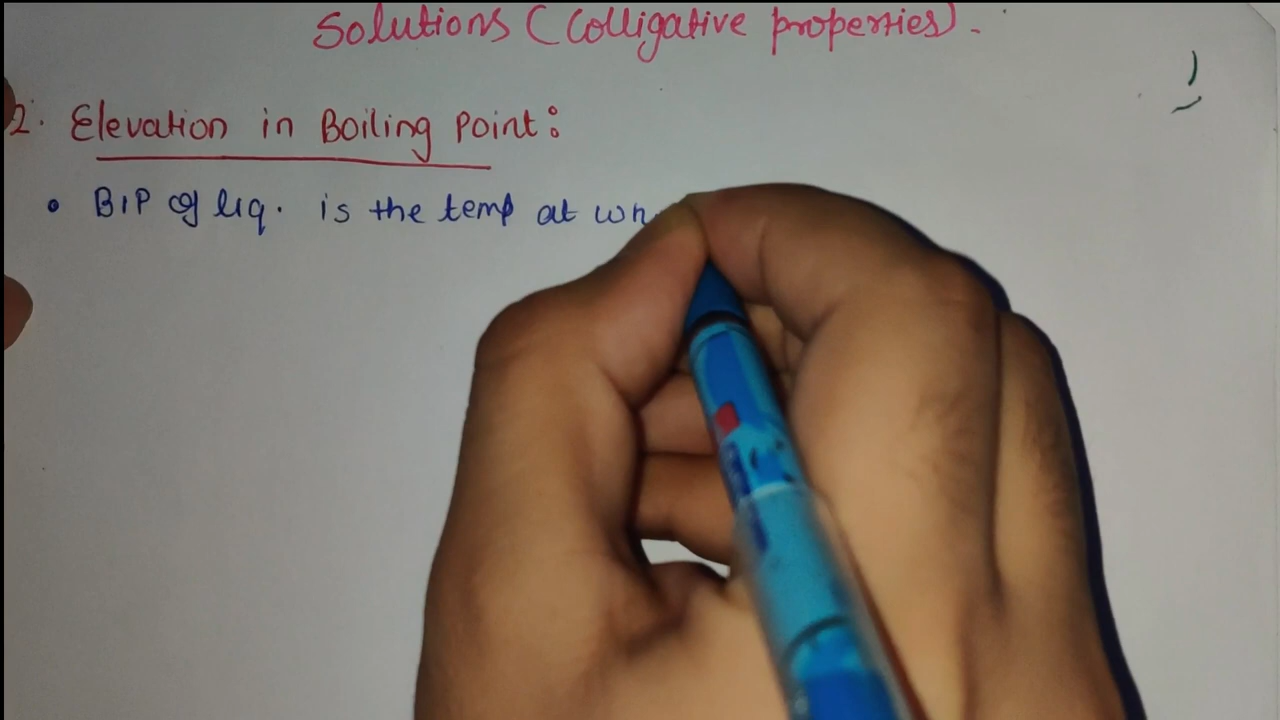 Solutions (Colligative properties).
2. Elevation in Boiling Point:
• B.P of liq. is the temp at wh